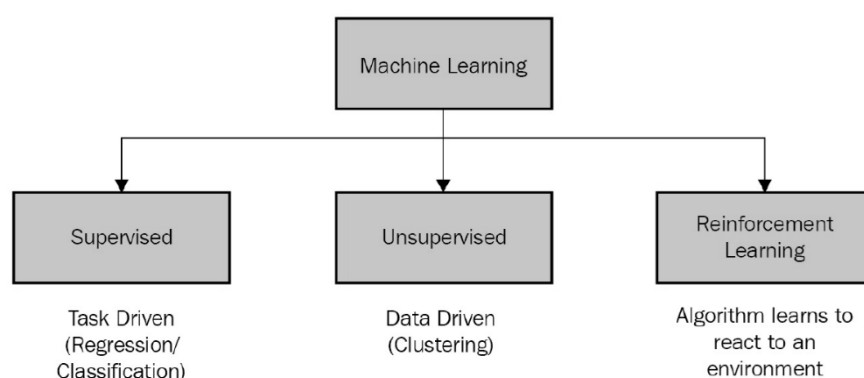 Machine Learning
Supervised
Unsupervised
Reinforcement
Learning
Task Driven
(Regression/
Classification)
Data Driven
(Clustering)
Algorithm learns to
react to an
environment